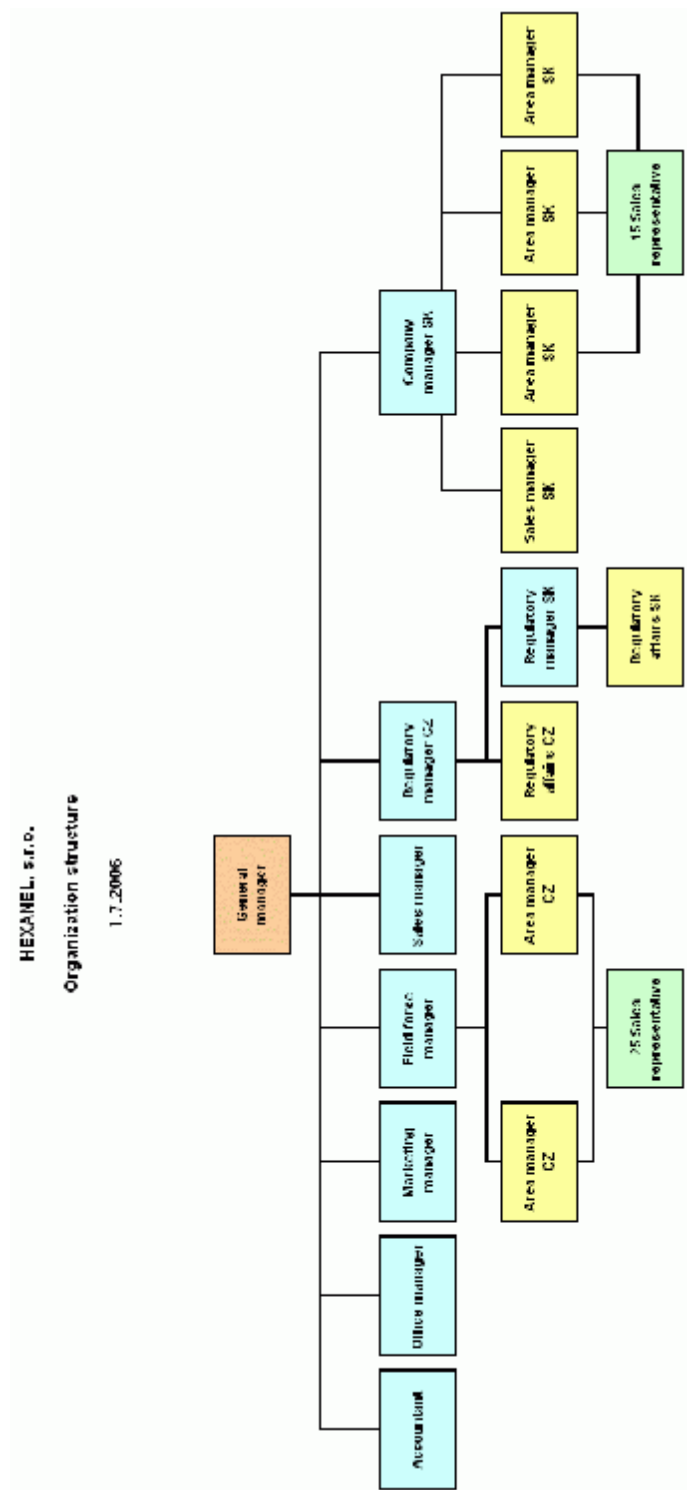 HEXANEL, s.r.o.
Organization structure
1.7.2006
General
manager
Accountant
Office manager
Marketing
manager
Field force
manager
Sales manager
Regulatory
manager CZ
Company
manager SK
Area manager
CZ
Area manager
CZ
Regulatory
affairs CZ
Regulatory
manager SK
Sales manager
SK
Area manager
SK
Area manager
SK
Area manager
SK
25 Sales
representative
Regulatory
affairs SK
15 Sales
representative